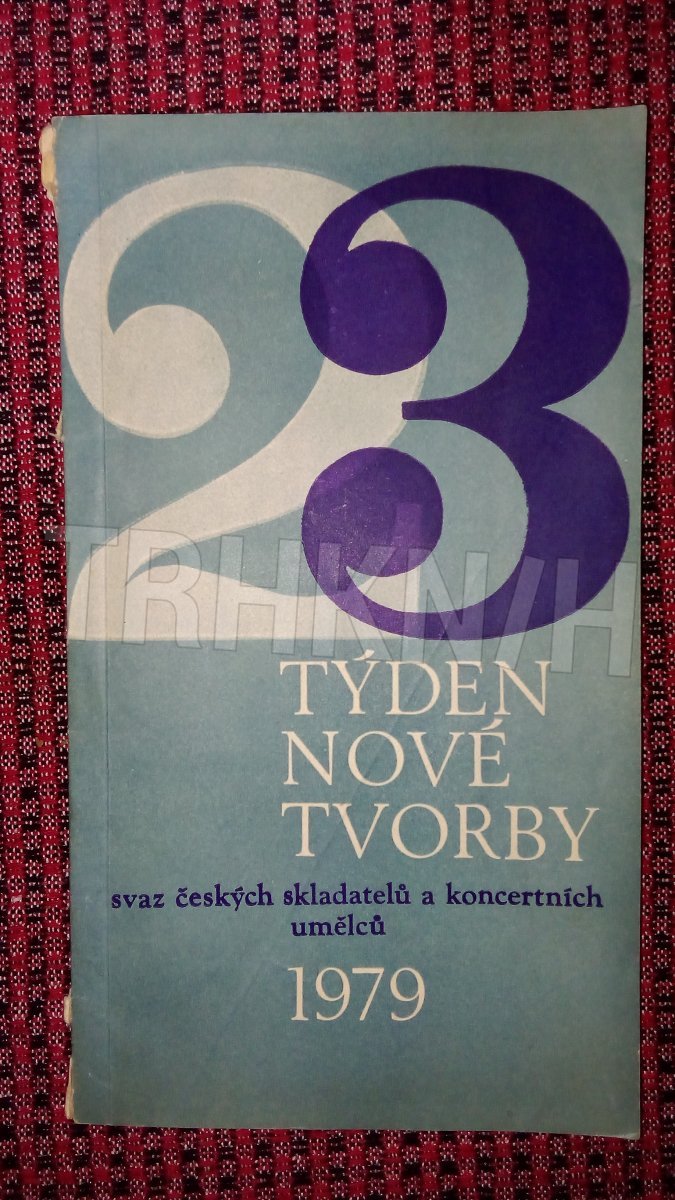 23
TRHKNIH
TÝDEN
NOVÉ
TVORBY
svaz českých skladatelů a koncertních
umělců
1979